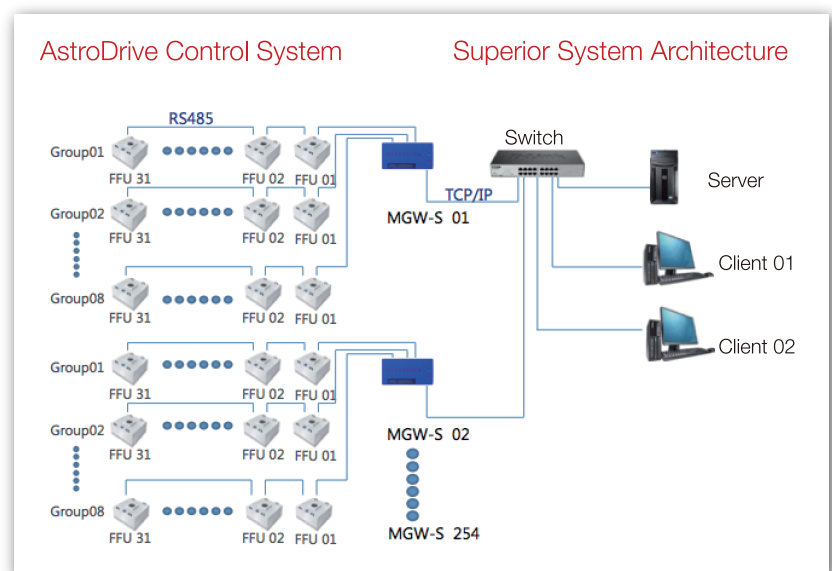 AstroDrive Control System
Superior System Architecture
RS485
Group01
FFU 31
FFU 02
FFU 01
Switch
Server
TCP/IP
MGW-S 01
Group02
FFU 31
FFU 02
FFU 01
Client 01
Group08
FFU 31
FFU 02
FFU 01
Client 02
Group01
FFU 31
FFU 02
FFU 01
Group02
FFU 31
FFU 02
FFU 01
MGW-S 02
Group08
FFU 31
FFU 02
FFU 01
MGW-S 254